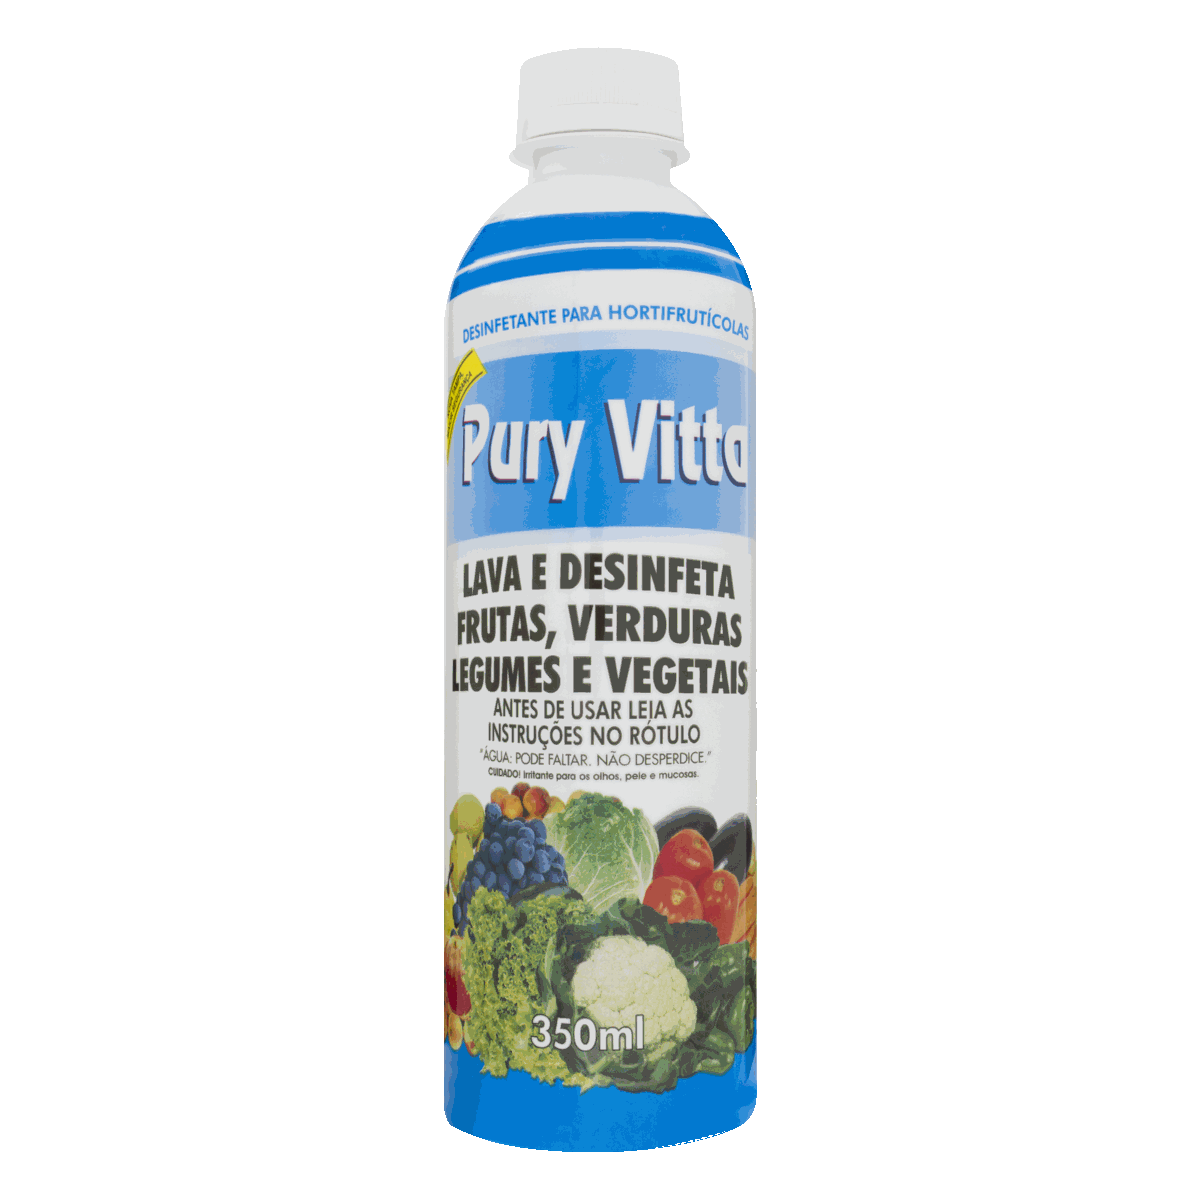 DESINFETANTE PARA HORTIFRUTÍCOLAS
Pury Vitta
LAVA E DESINFETA
FRUTAS, VERDURAS
LEGUMES E VEGETAIS
ANTES DE USAR LEIA AS
INSTRUÇÕES NO RÓTULO
"ÁGUA: PODE FALTAR, NÃO DESPERDICE."
CUIDADO! Irritante para os olhos, pele e mucosas.
350ml